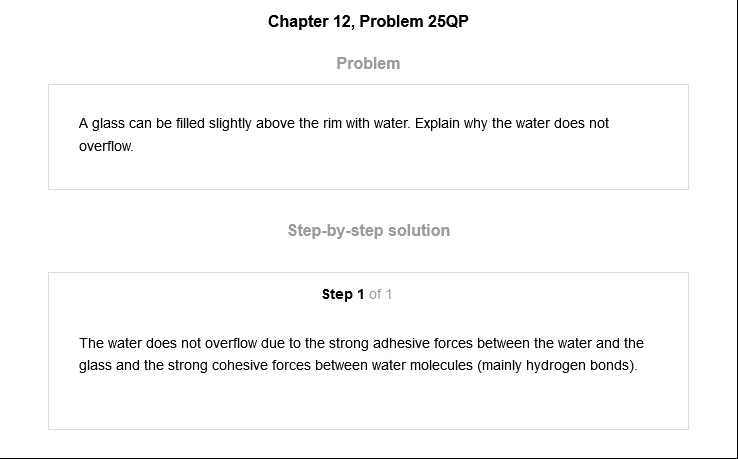 Chapter 12, Problem 25QP
Problem
A glass can be filled slightly above the rim with water. Explain why the water does not
overflow.
Step-by-step solution
Step 1 of 1
The water does not overflow due to the strong adhesive forces between the water and the
glass and the strong cohesive forces between water molecules (mainly hydrogen bonds).